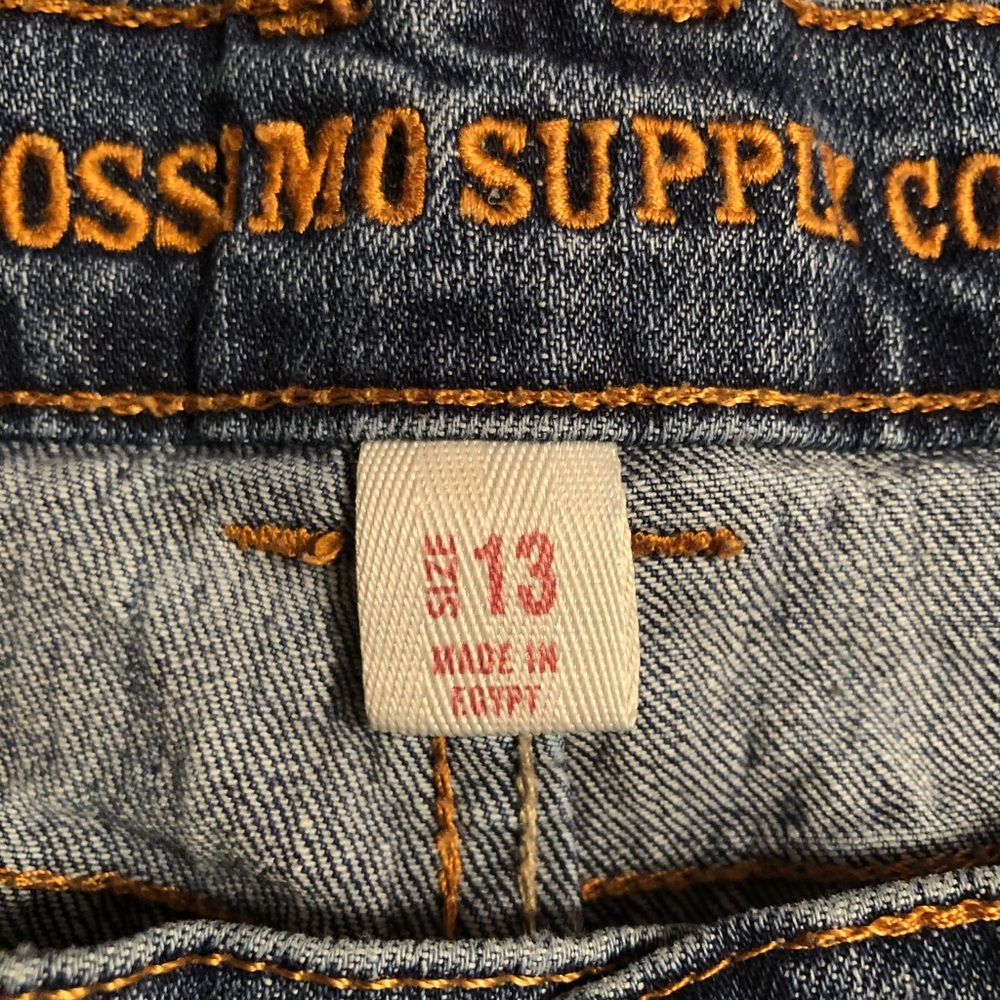 OSSIMO SUPPLY CO
SIZE 13
MADE IN
EGYPT